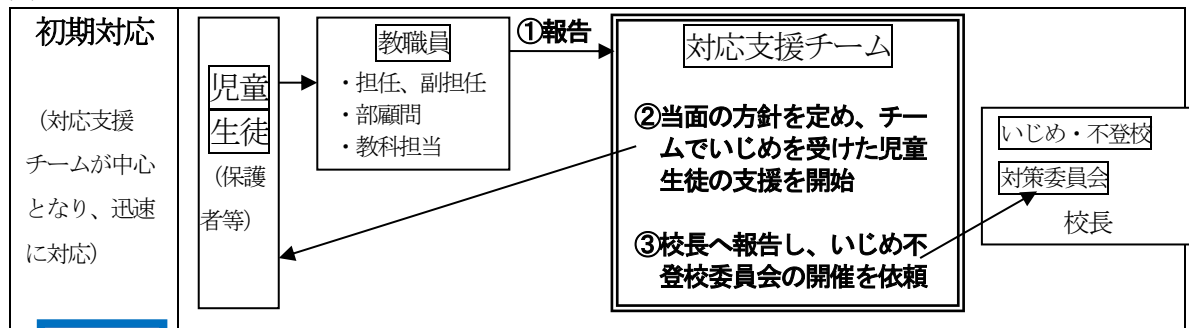 初期対応
（対応支援
チームが中心
となり、迅速
に対応）
児童
生徒
（保護
者等）
教職員
・担任、副担任
・部顧問
・教科担当
①報告
対応支援チーム
②当面の方針を定め、チー
ムでいじめを受けた児童
生徒の支援を開始
③校長へ報告し、いじめ不
登校委員会の開催を依頼
いじめ・不登校
対策委員会
校長